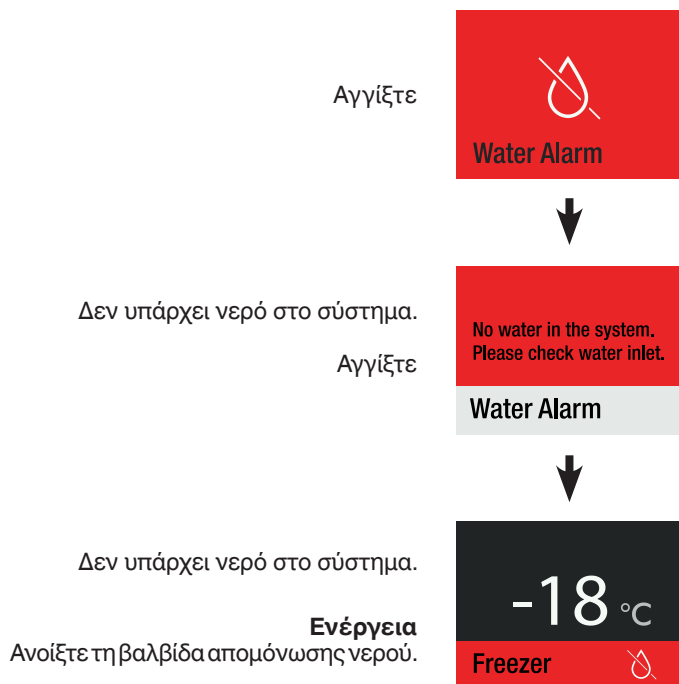 Αγγίξτε
Water Alarm
Δεν υπάρχει νερό στο σύστημα.
Αγγίξτε
No water in the system.
Please check water inlet.
Water Alarm
Δεν υπάρχει νερό στο σύστημα.
Ενέργεια
Ανοίξτε τη βαλβίδα απομόνωσης νερού.
-18 °C
Freezer